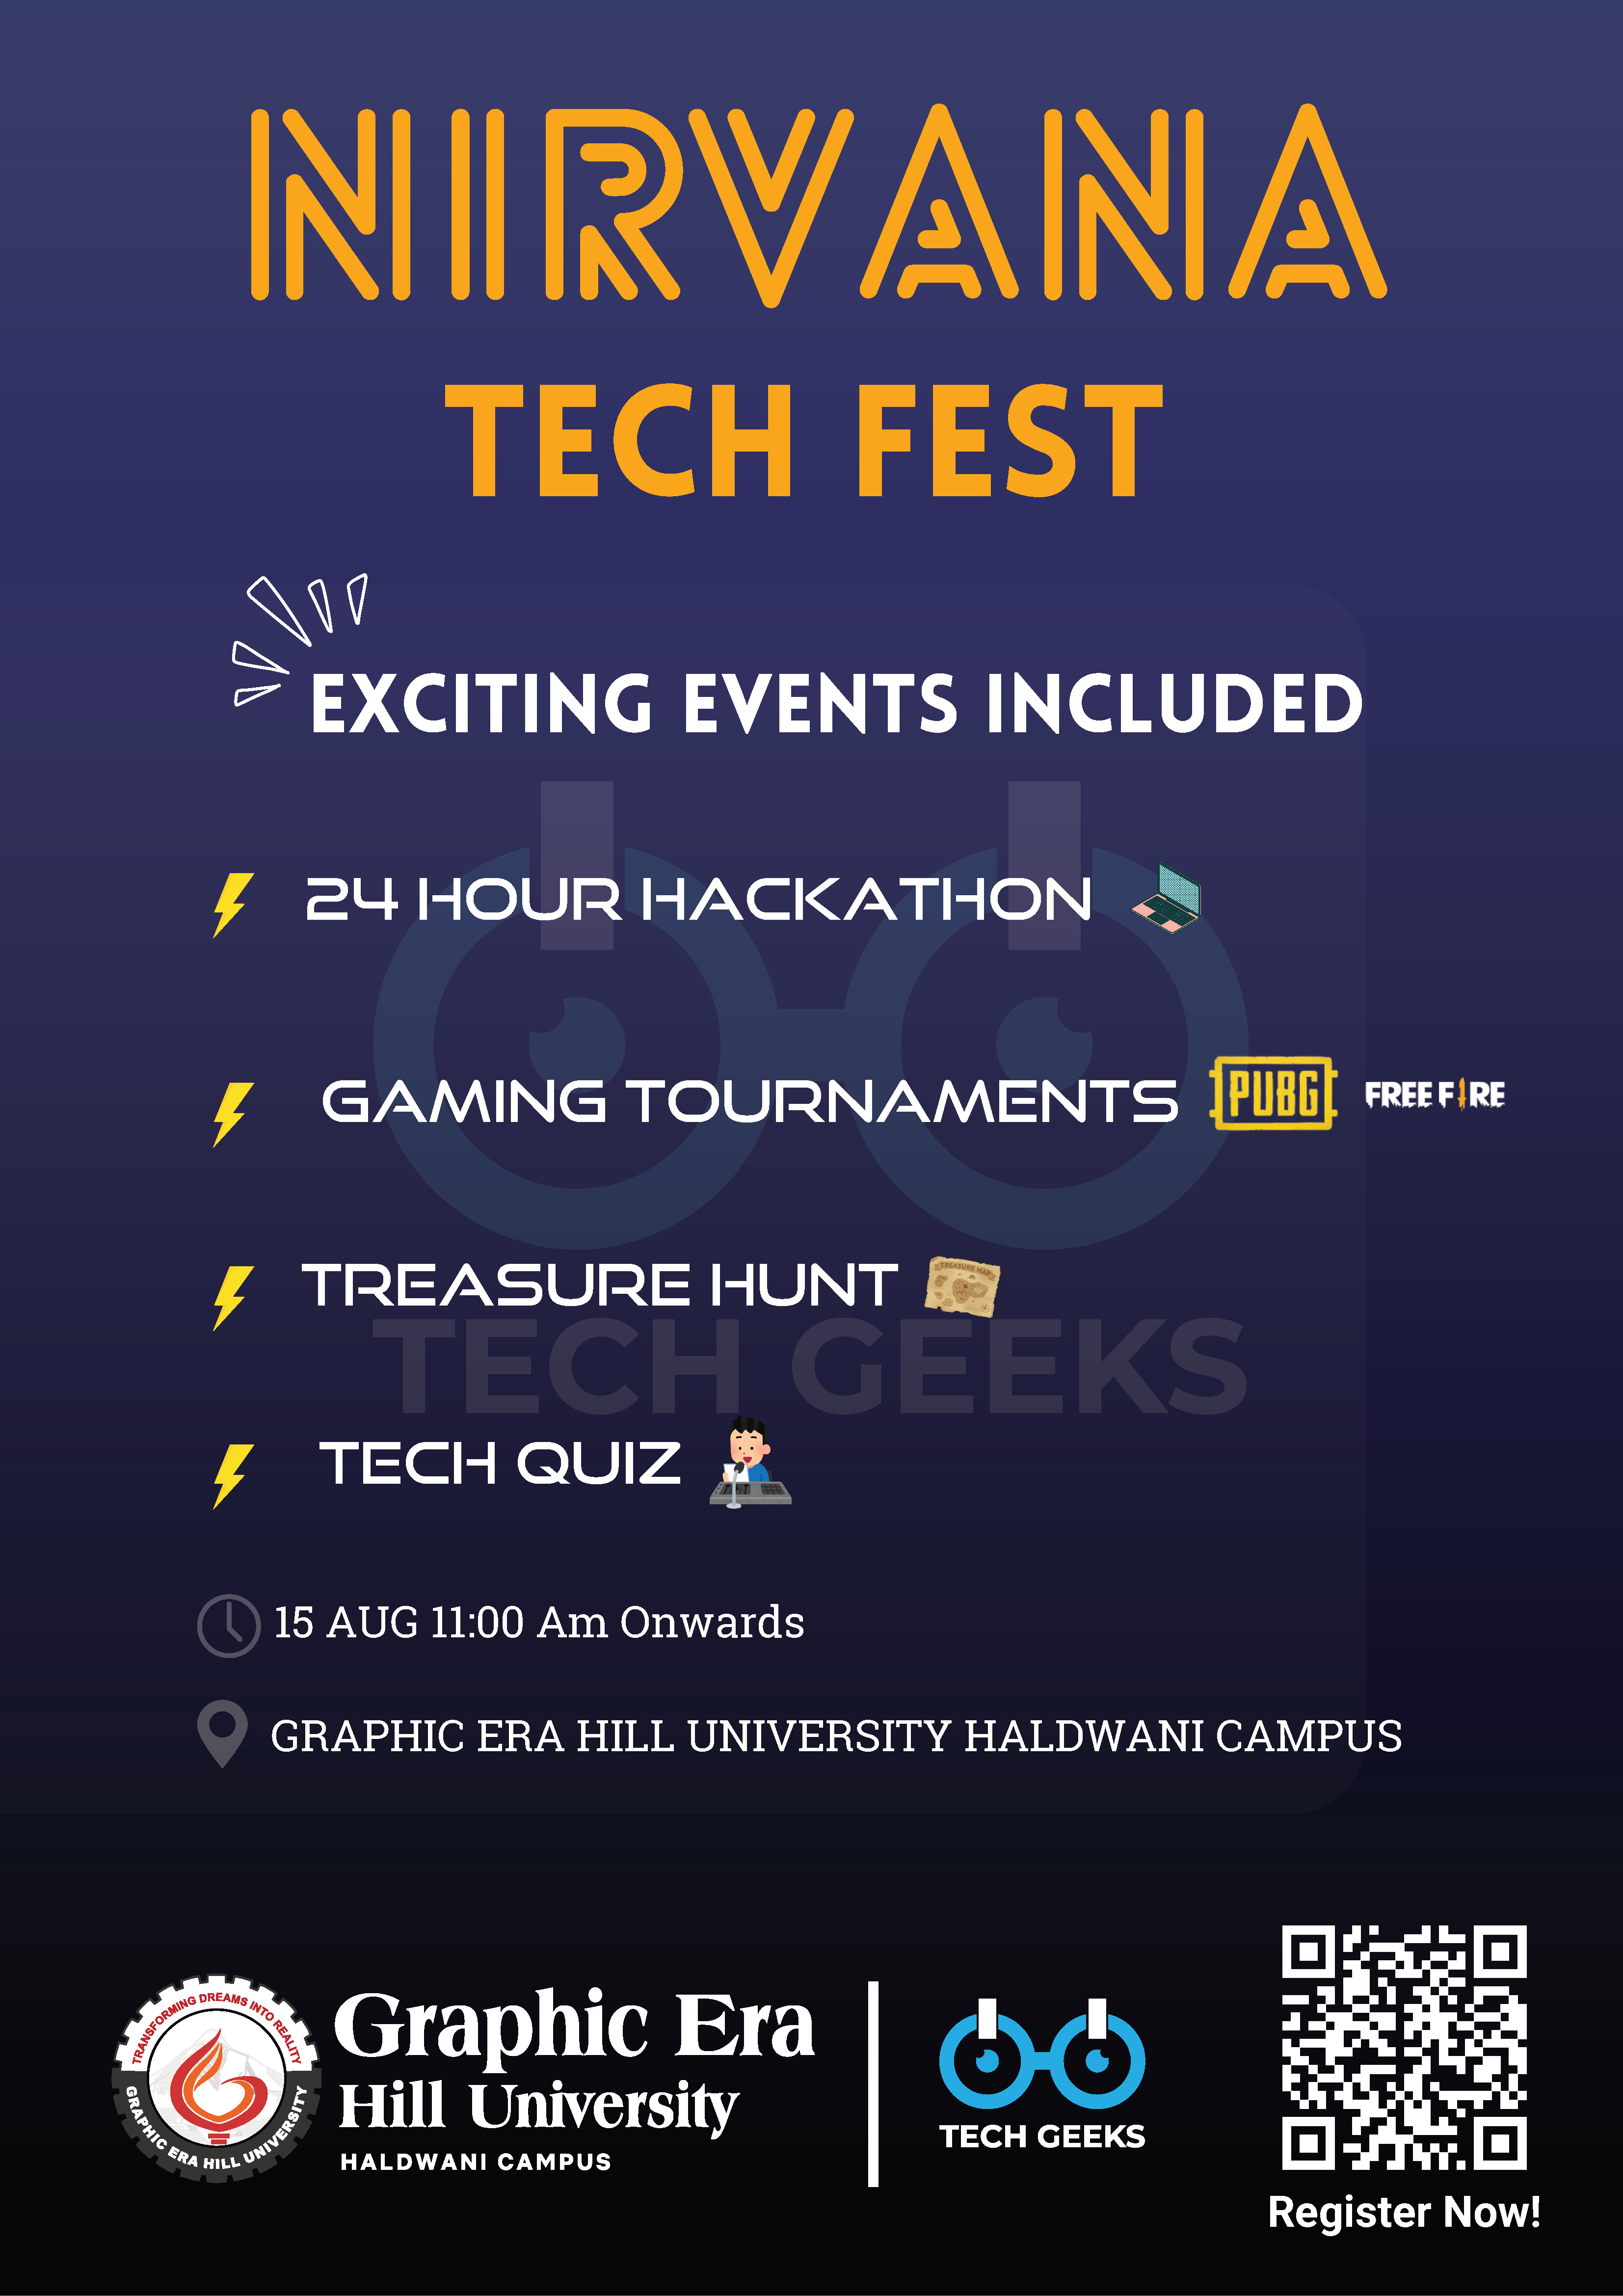 NIRVANA
TECH FEST
EXCITING EVENTS INCLUDED
24 HOUR HACKATHON
GAMING TOURNAMENTS PUBG FREE FIRE
TREASURE HUNT TREASURE MAP
TECH GEEKS
TECH QUIZ
15 AUG 11:00 Am Onwards
GRAPHIC ERA HILL UNIVERSITY HALDWANI CAMPUS
TRANSFORMING DREAMS INTO REALITY
GRAPHIC ERA HILL UNIVERSITY
Graphic Era
Hill University
HALDWANI CAMPUS
TECH GEEKS
Register Now!